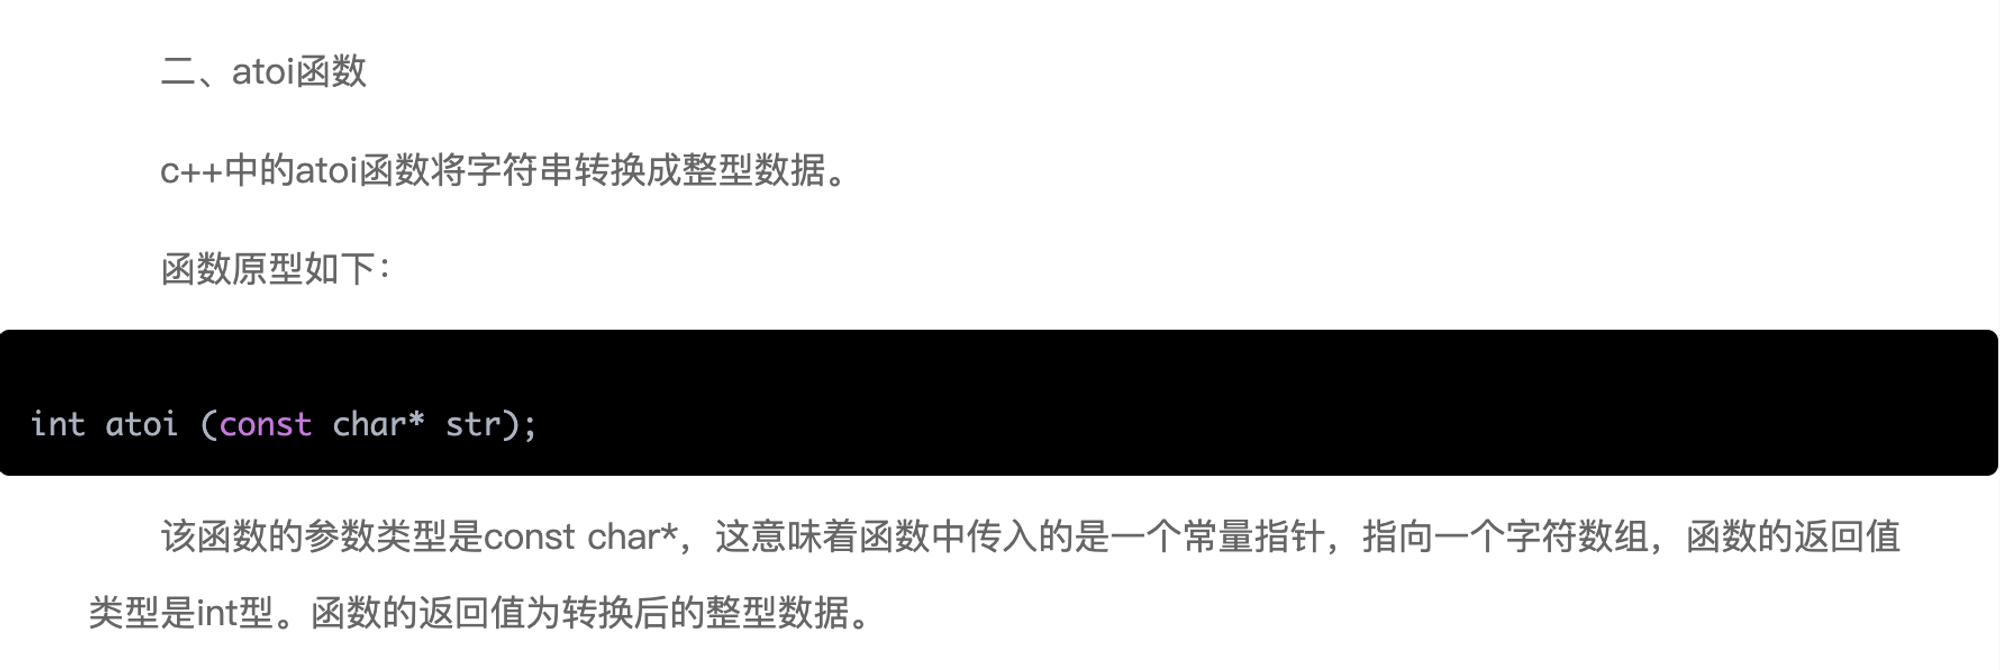 二、atoi函数
c++中的atoi函数将字符串转换成整型数据。
函数原型如下：
int atoi (const char* str);
该函数的参数类型是const char*，这意味着函数中传入的是一个常量指针，指向一个字符数组，函数的返回值
类型是int型。函数的返回值为转换后的整型数据。